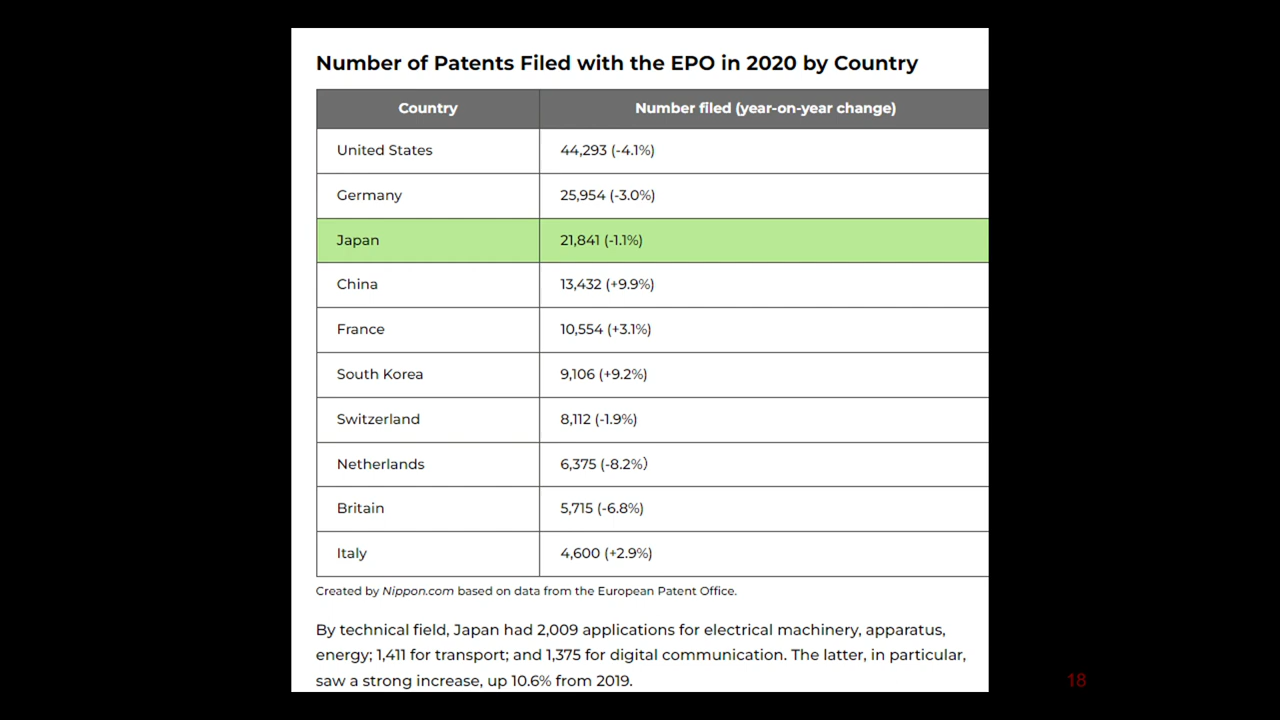 Number of Patents Filed with the EPO in 2020 by Country
Country Number filed (year-on-year change)
United States 44,293 (-4.1%)
Germany 25,954 (-3.0%)
Japan 21,841 (-1.1%)
China 13,432 (+9.9%)
France 10,554 (+3.1%)
South Korea 9,106 (+9.2%)
Switzerland 8,112 (-1.9%)
Netherlands 6,375 (-8.2%）
Britain 5,715 (-6.8%)
Italy 4,600 (+2.9%)
Created by Nippon.com based on data from the European Patent Office.
By technical field, Japan had 2,009 applications for electrical machinery, apparatus,
energy; 1,411 for transport; and 1,375 for digital communication. The latter, in particular,
saw a strong increase, up 10.6% from 2019.
18